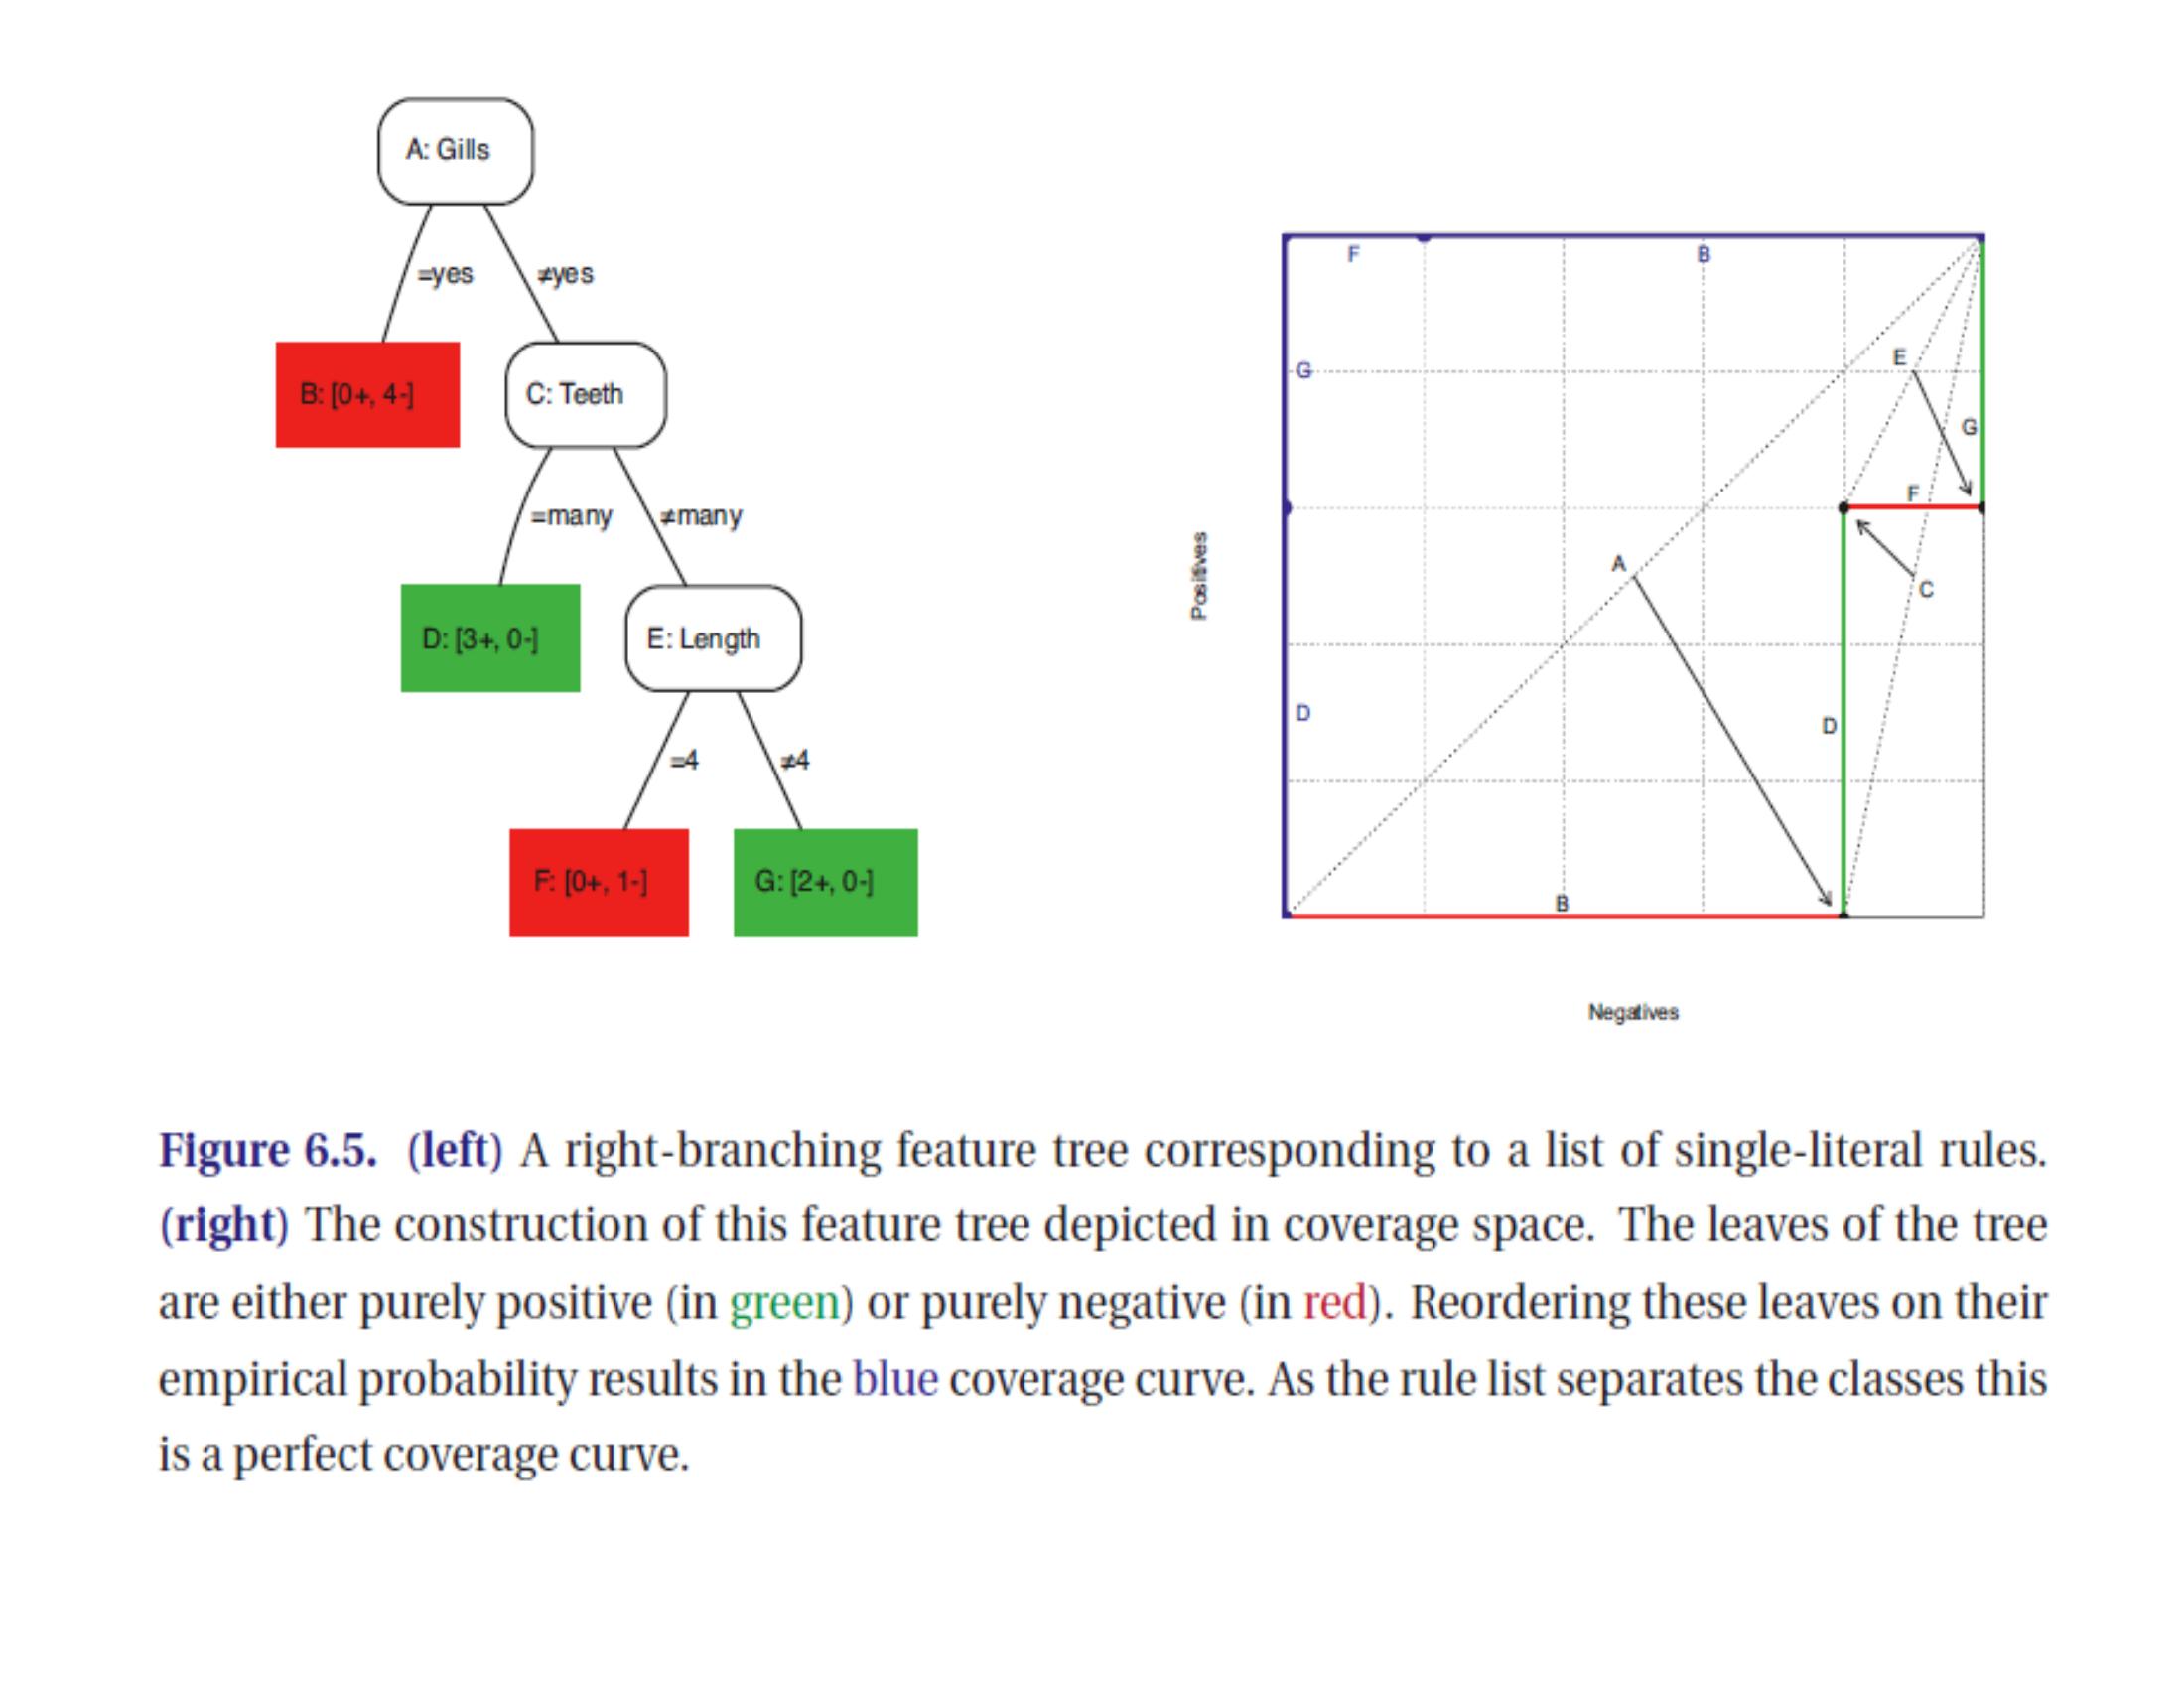 A: Gills
=yes
≠yes
B: [0+, 4-]
C: Teeth
=many
≠many
D: [3+, 0-]
E: Length
=4
≠4
F: [0+, 1-]
G: [2+, 0-]
F
B
G
E
G
F
A
C
Positives
D
D
B
Negatives
Figure 6.5. (left) A right-branching feature tree corresponding to a list of single-literal rules.
(right) The construction of this feature tree depicted in coverage space. The leaves of the tree
are either purely positive (in green) or purely negative (in red). Reordering these leaves on their
empirical probability results in the blue coverage curve. As the rule list separates the classes this
is a perfect coverage curve.